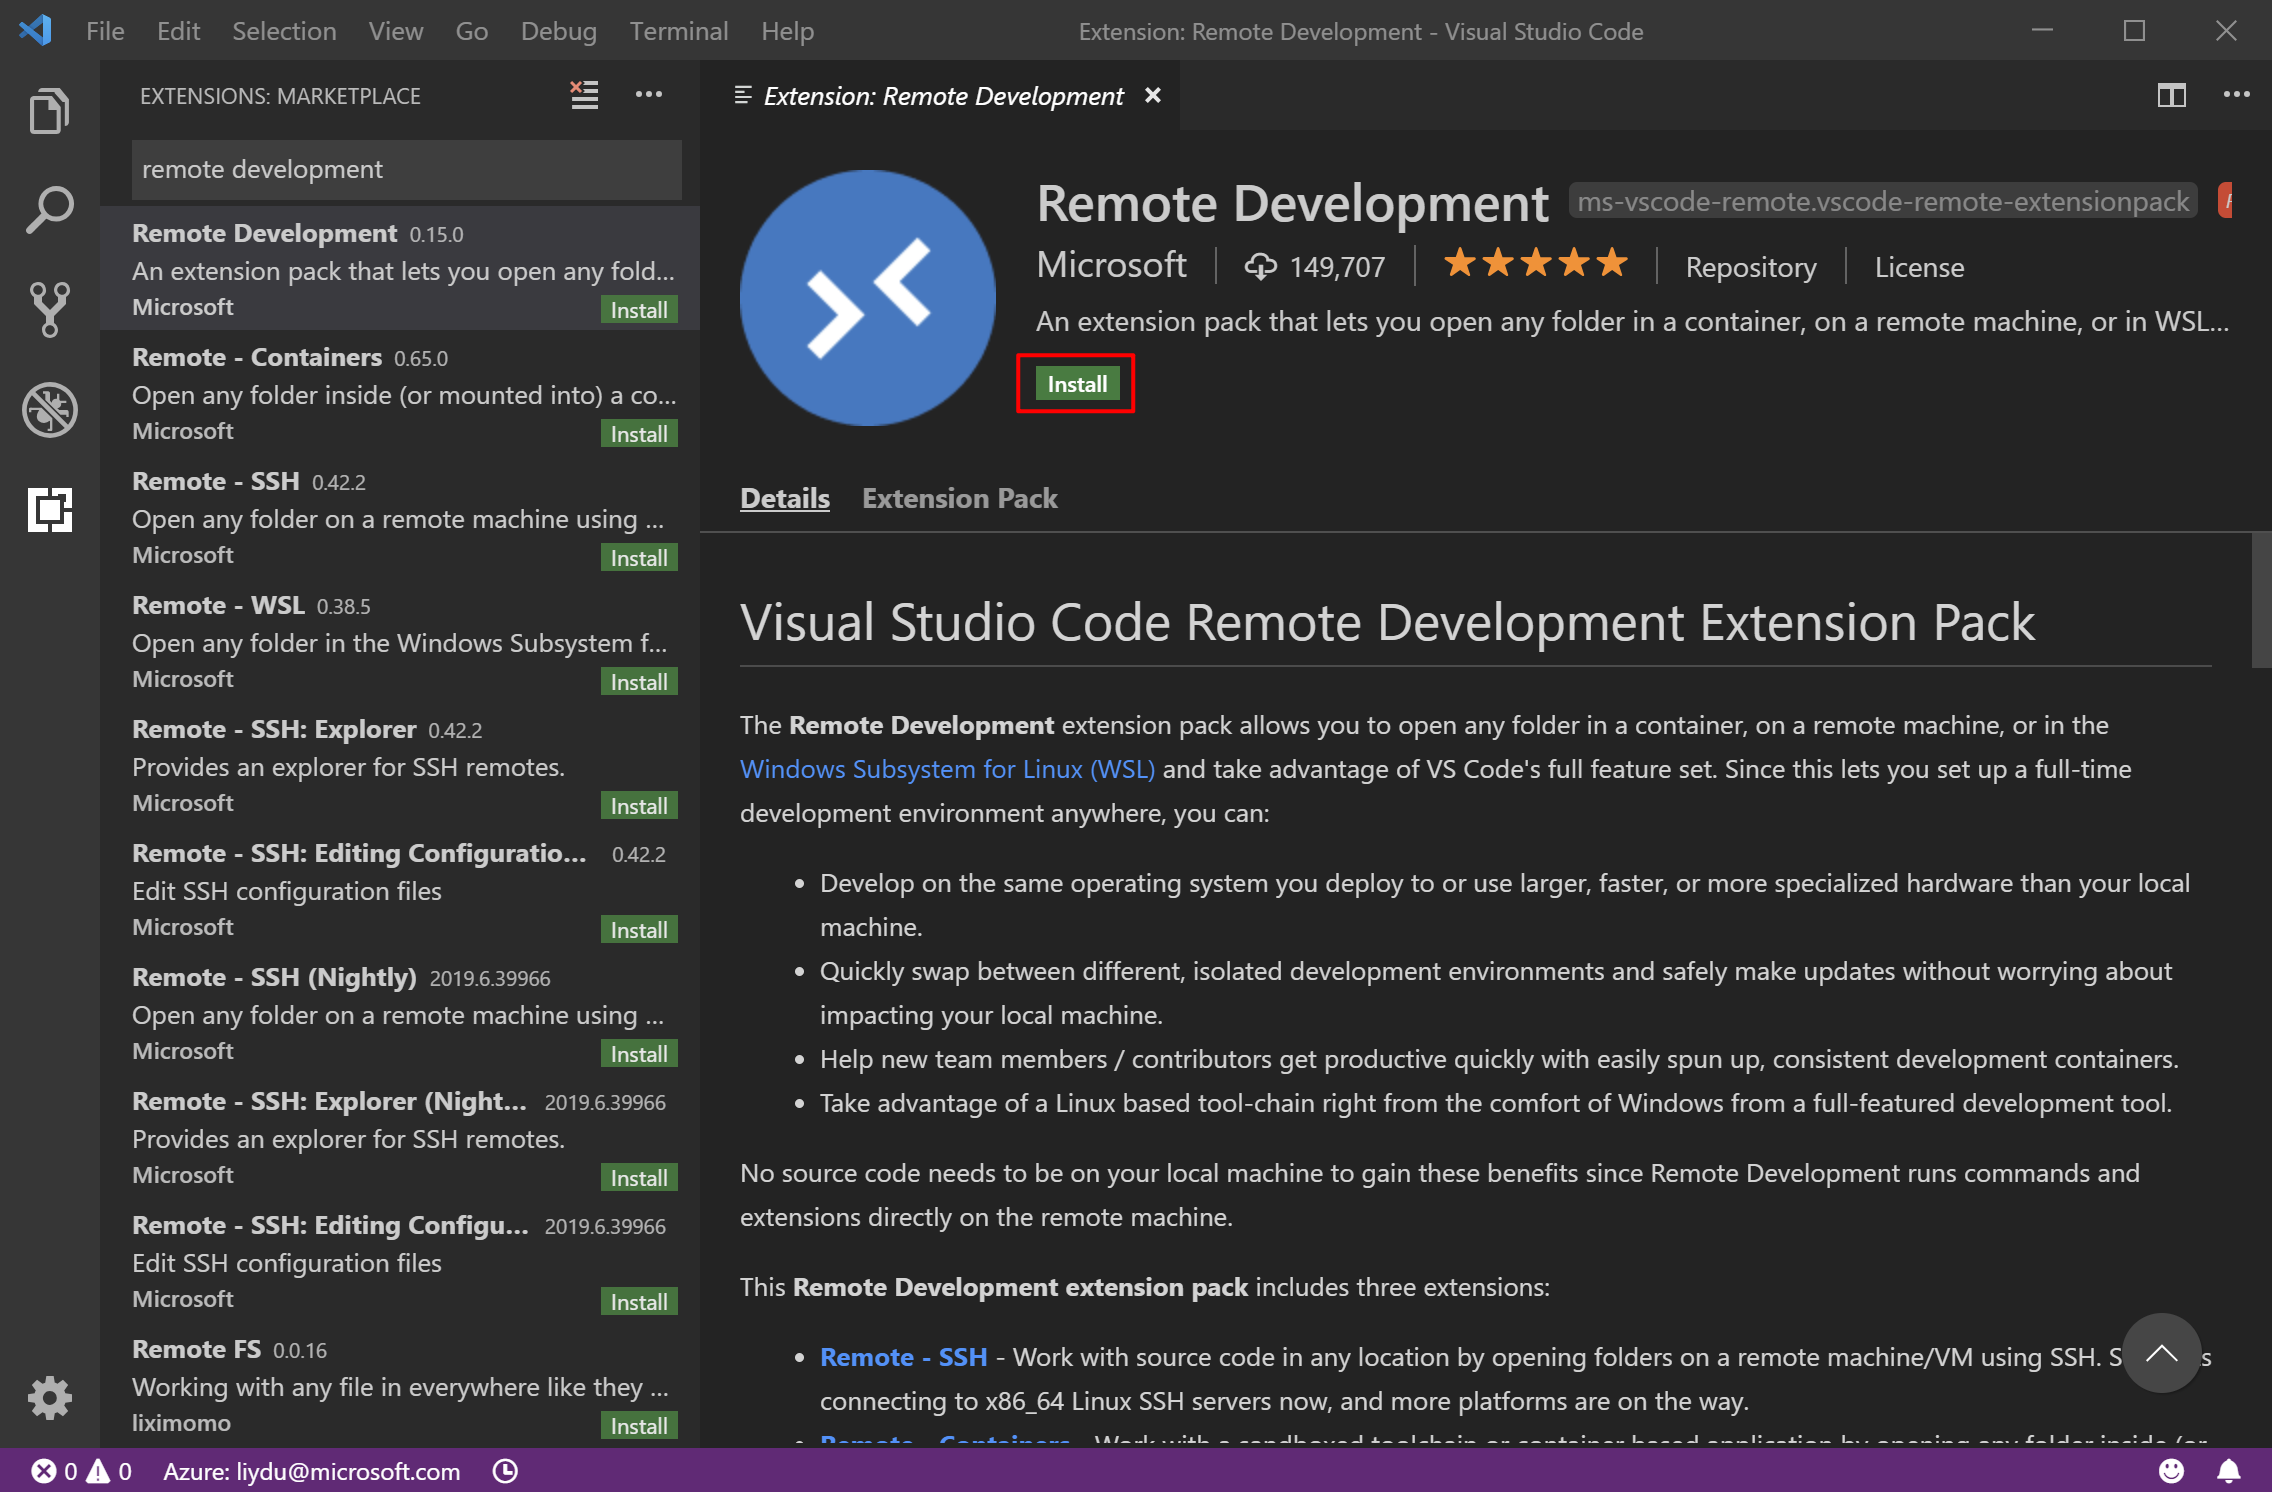 File Edit Selection View Go Debug Terminal Help
Extension: Remote Development - Visual Studio Code
EXTENSIONS: MARKETPLACE
remote development
Remote Development 0.15.0
An extension pack that lets you open any fold...
Microsoft
Install
Remote - Containers 0.65.0
Open any folder inside (or mounted into) a co...
Microsoft
Install
Remote - SSH 0.42.2
Open any folder on a remote machine using ...
Microsoft
Install
Remote - WSL 0.38.5
Open any folder in the Windows Subsystem f...
Microsoft
Install
Remote - SSH: Explorer 0.42.2
Provides an explorer for SSH remotes.
Microsoft
Install
Remote - SSH: Editing Configuratio... 0.42.2
Edit SSH configuration files
Microsoft
Install
Remote - SSH (Nightly) 2019.6.39966
Open any folder on a remote machine using ...
Microsoft
Install
Remote - SSH: Explorer (Night... 2019.6.39966
Provides an explorer for SSH remotes.
Microsoft
Install
Remote - SSH: Editing Configu... 2019.6.39966
Edit SSH configuration files
Microsoft
Install
Remote FS 0.0.16
Working with any file in everywhere like they ...
liximomo
Install
Extension: Remote Development
Remote Development ms-vscode-remote.vscode-remote-extensionpack
Microsoft 149,707 Repository License
An extension pack that lets you open any folder in a container, on a remote machine, or in WSL...
Install
Details Extension Pack
Visual Studio Code Remote Development Extension Pack
The Remote Development extension pack allows you to open any folder in a container, on a remote machine, or in the
Windows Subsystem for Linux (WSL) and take advantage of VS Code's full feature set. Since this lets you set up a full-time
development environment anywhere, you can:
• Develop on the same operating system you deploy to or use larger, faster, or more specialized hardware than your local
machine.
• Quickly swap between different, isolated development environments and safely make updates without worrying about
impacting your local machine.
• Help new team members / contributors get productive quickly with easily spun up, consistent development containers.
• Take advantage of a Linux based tool-chain right from the comfort of Windows from a full-featured development tool.
No source code needs to be on your local machine to gain these benefits since Remote Development runs commands and
extensions directly on the remote machine.
This Remote Development extension pack includes three extensions:
• Remote - SSH - Work with source code in any location by opening folders on a remote machine/VM using SSH.
connecting to x86_64 Linux SSH servers now, and more platforms are on the way.
• Remote - Containers - Work with a sandboxed toolchain or container based application by opening any folder inside (or
0 0 Azure: liydu@microsoft.com